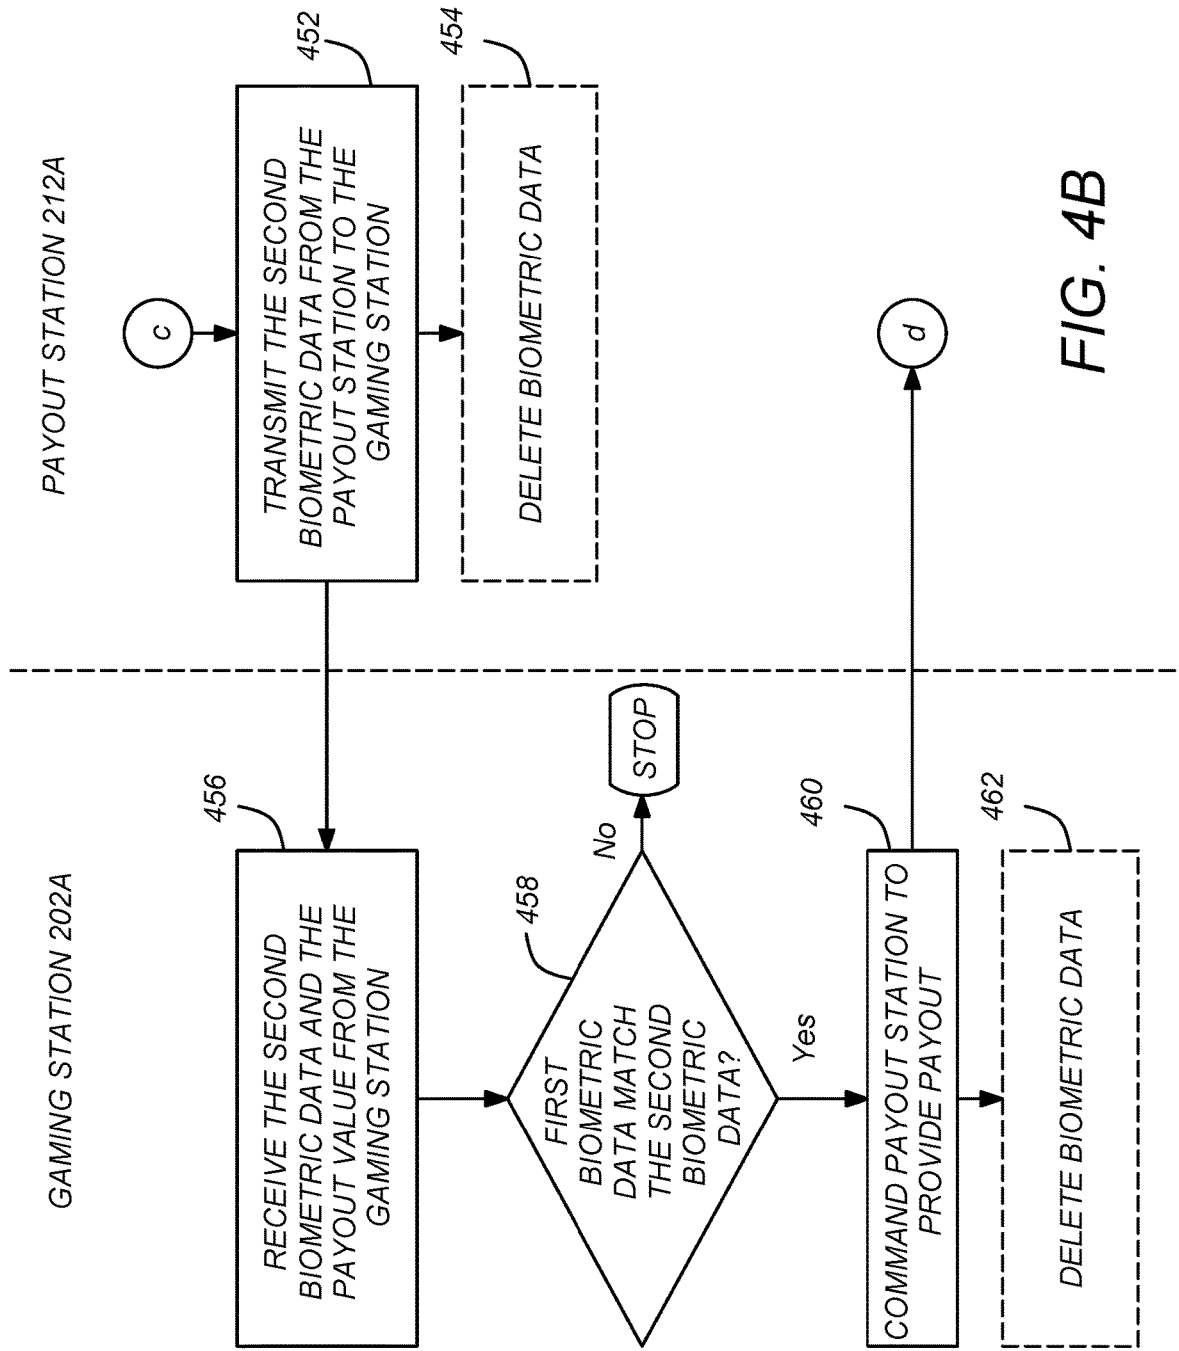 GAMING STATION 202A
PAYOUT STATION 212A
c
452
TRANSMIT THE SECOND
BIOMETRIC DATA FROM THE
PAYOUT STATION TO THE
GAMING STATION
454
DELETE BIOMETRIC DATA
456
RECEIVE THE SECOND
BIOMETRIC DATA AND THE
PAYOUT VALUE FROM THE
GAMING STATION
458
FIRST
BIOMETRIC
DATA MATCH
THE SECOND
BIOMETRIC
DATA?
No
STOP
Yes
460
COMMAND PAYOUT STATION TO
PROVIDE PAYOUT
d
462
DELETE BIOMETRIC DATA
FIG. 4B